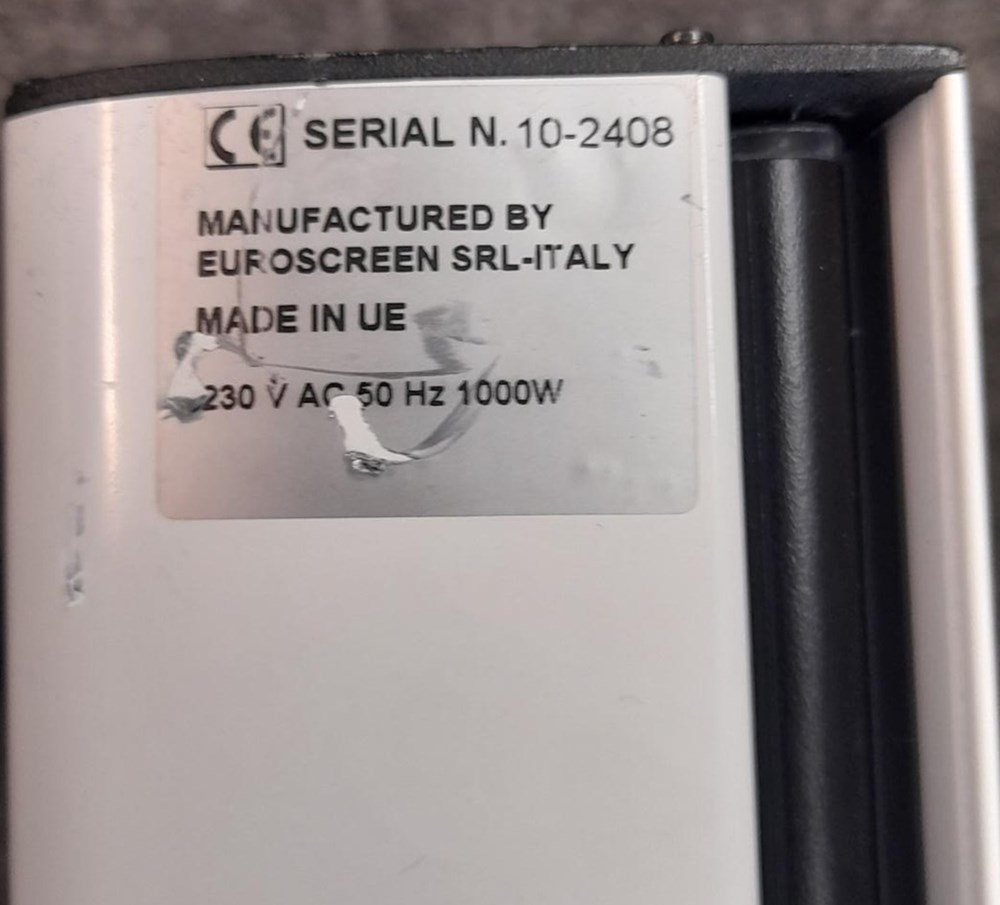 CE SERIAL N. 10-2408
MANUFACTURED BY
EUROSCREEN SRL-ITALY
MADE IN UE
230 V AC 50 Hz 1000W